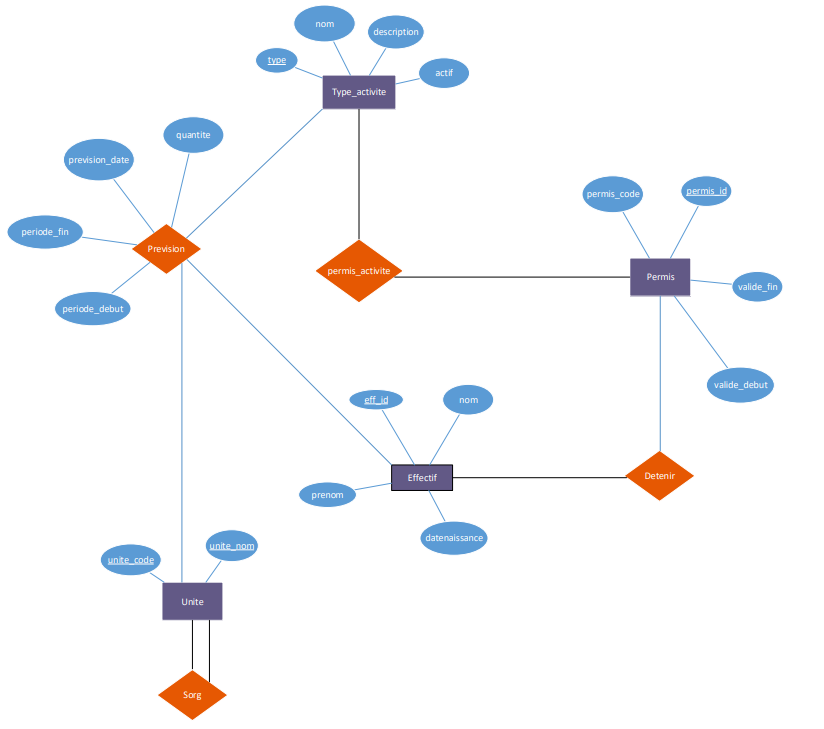 nom
description
type
actif
Type_activite
quantite
prevision_date
permis_code
permis_id
periode_fin
Prevision
permis_activite
Permis
valide_fin
periode_debut
valide_debut
eff_id
nom
Effectif
Detenir
prenom
datenaissance
unite_nom
unite_code
Unite
Sorg